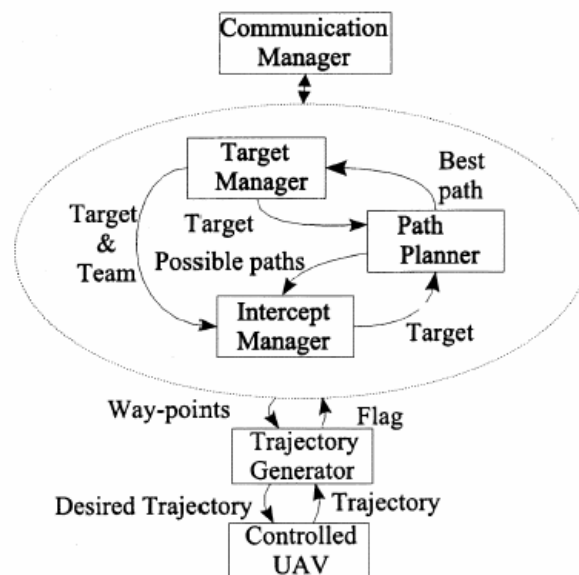 Communication
Manager
Target
Manager
Best
path
Target
&
Team
Target
Path
Planner
Possible paths
Intercept
Manager
Target
Way-points
Flag
Trajectory
Generator
Desired Trajectory
Trajectory
Controlled
UAV